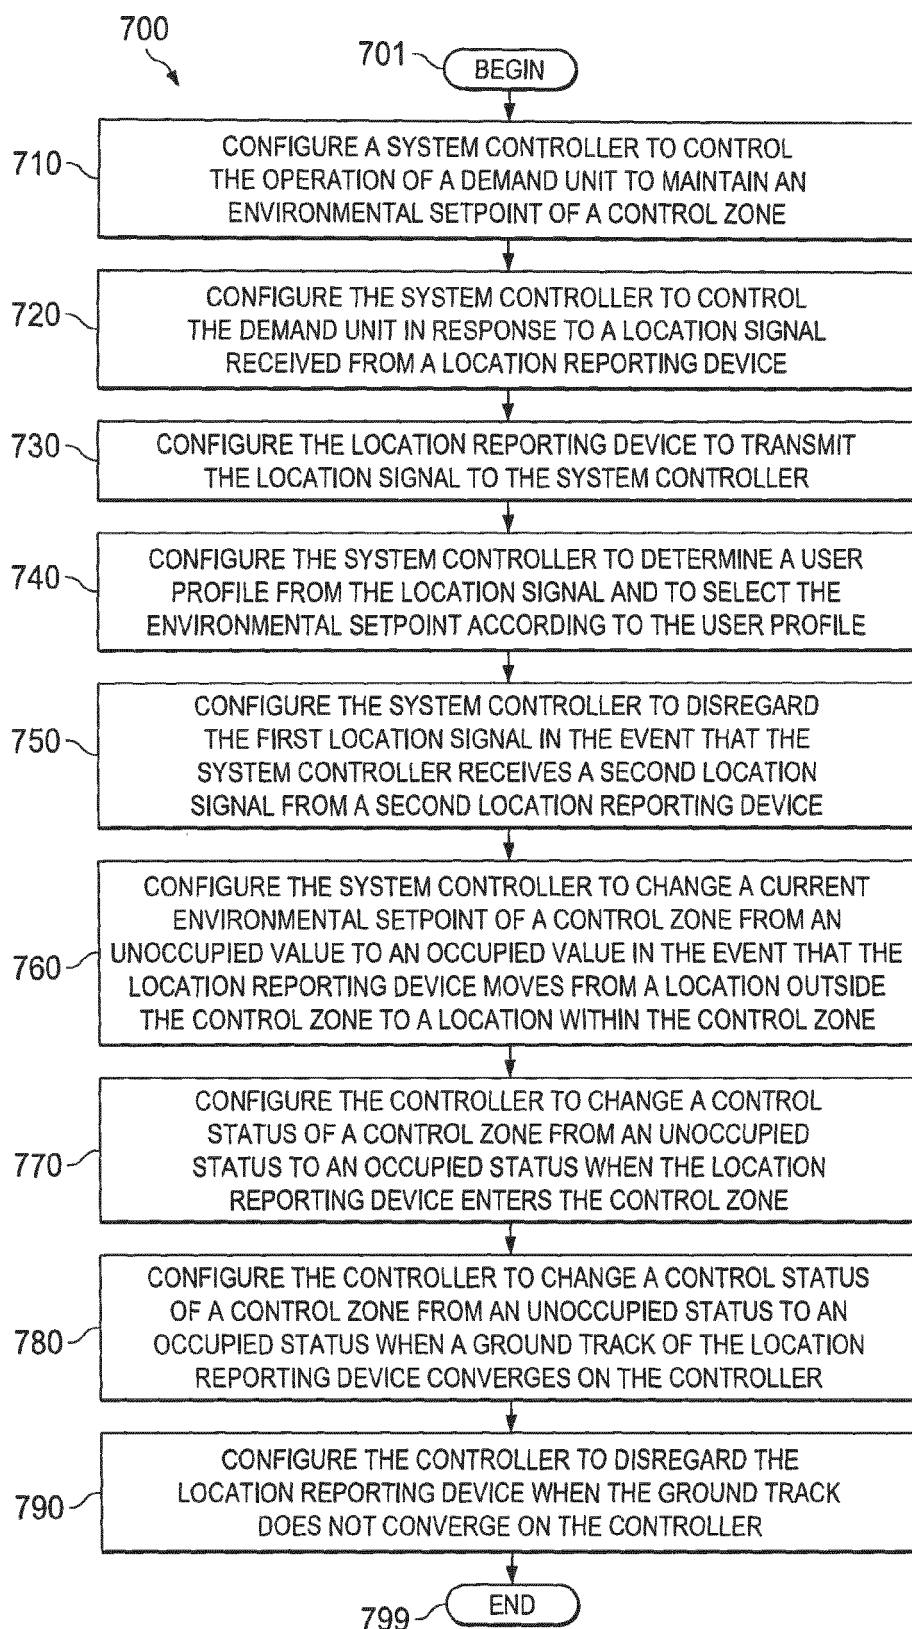 700
701
BEGIN
710
CONFIGURE A SYSTEM CONTROLLER TO CONTROL
THE OPERATION OF A DEMAND UNIT TO MAINTAIN AN
ENVIRONMENTAL SETPOINT OF A CONTROL ZONE
720
CONFIGURE THE SYSTEM CONTROLLER TO CONTROL
THE DEMAND UNIT IN RESPONSE TO A LOCATION SIGNAL
RECEIVED FROM A LOCATION REPORTING DEVICE
730
CONFIGURE THE LOCATION REPORTING DEVICE TO TRANSMIT
THE LOCATION SIGNAL TO THE SYSTEM CONTROLLER
740
CONFIGURE THE SYSTEM CONTROLLER TO DETERMINE A USER
PROFILE FROM THE LOCATION SIGNAL AND TO SELECT THE
ENVIRONMENTAL SETPOINT ACCORDING TO THE USER PROFILE
750
CONFIGURE THE SYSTEM CONTROLLER TO DISREGARD
THE FIRST LOCATION SIGNAL IN THE EVENT THAT THE
SYSTEM CONTROLLER RECEIVES A SECOND LOCATION
SIGNAL FROM A SECOND LOCATION REPORTING DEVICE
760
CONFIGURE THE SYSTEM CONTROLLER TO CHANGE A CURRENT
ENVIRONMENTAL SETPOINT OF A CONTROL ZONE FROM AN
UNOCCUPIED VALUE TO AN OCCUPIED VALUE IN THE EVENT THAT THE
LOCATION REPORTING DEVICE MOVES FROM A LOCATION OUTSIDE
THE CONTROL ZONE TO A LOCATION WITHIN THE CONTROL ZONE
770
CONFIGURE THE CONTROLLER TO CHANGE A CONTROL
STATUS OF A CONTROL ZONE FROM AN UNOCCUPIED
STATUS TO AN OCCUPIED STATUS WHEN THE LOCATION
REPORTING DEVICE ENTERS THE CONTROL ZONE
780
CONFIGURE THE CONTROLLER TO CHANGE A CONTROL STATUS
OF A CONTROL ZONE FROM AN UNOCCUPIED STATUS TO AN
OCCUPIED STATUS WHEN A GROUND TRACK OF THE LOCATION
REPORTING DEVICE CONVERGES ON THE CONTROLLER
790
CONFIGURE THE CONTROLLER TO DISREGARD THE
LOCATION REPORTING DEVICE WHEN THE GROUND TRACK
DOES NOT CONVERGE ON THE CONTROLLER
799
END